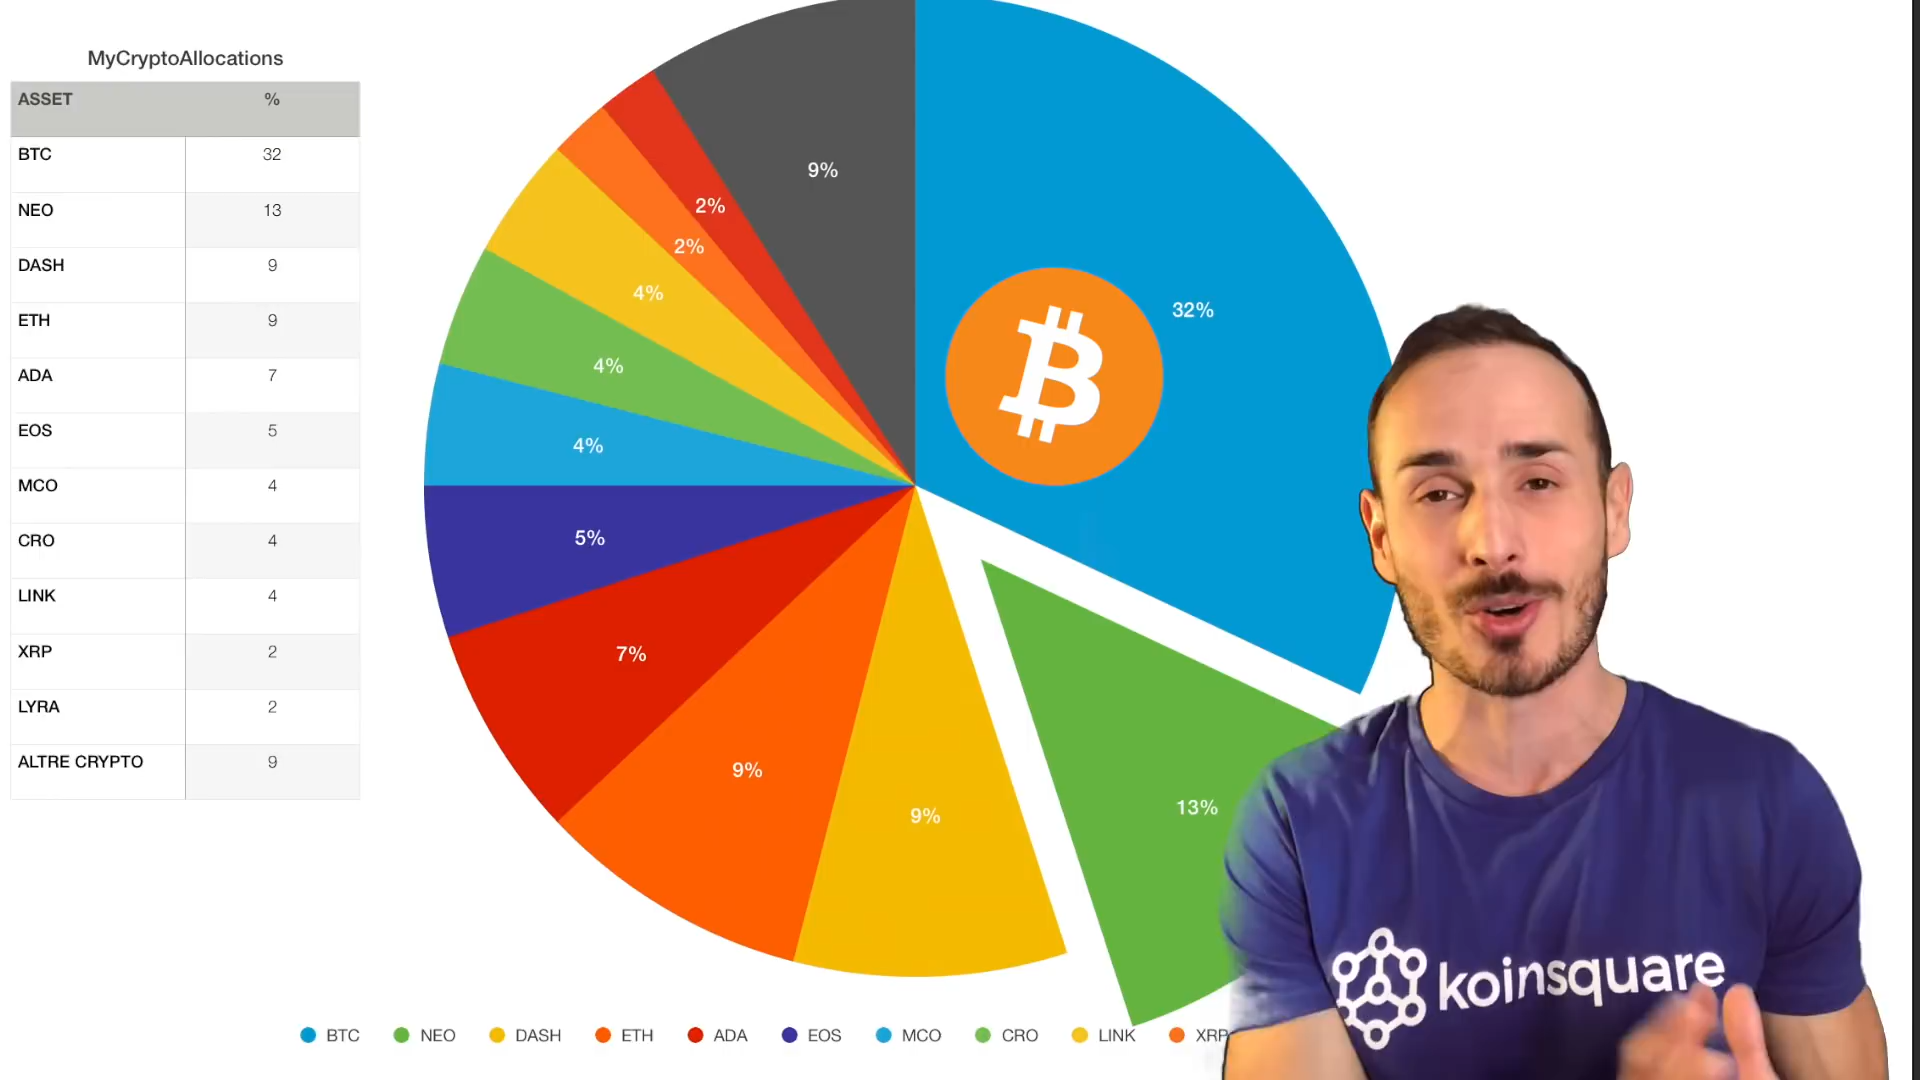 MyCryptoAllocations
ASSET %
BTC 32
NEO 13
DASH 9
ETH 9
ADA 7
EOS 5
MCO 4
CRO 4
LINK 4
XRP 2
LYRA 2
ALTRE CRYPTO 9
9%
2%
2%
4%
4%
4%
5%
7%
9%
9%
13%
32%
koinsquare
BTC NEO DASH ETH ADA EOS MCO CRO LINK XRP